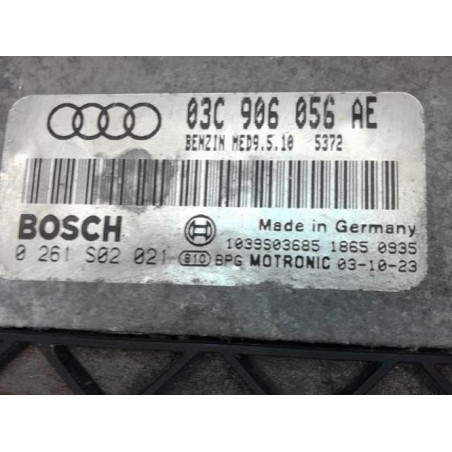 03C 906 056 AE
BENZIN MED9.5.10 5372
BOSCH
Made in Germany
1039S03685 1865 0935
0 261 S02 021 810 BPG MOTRONIC 03-10-23